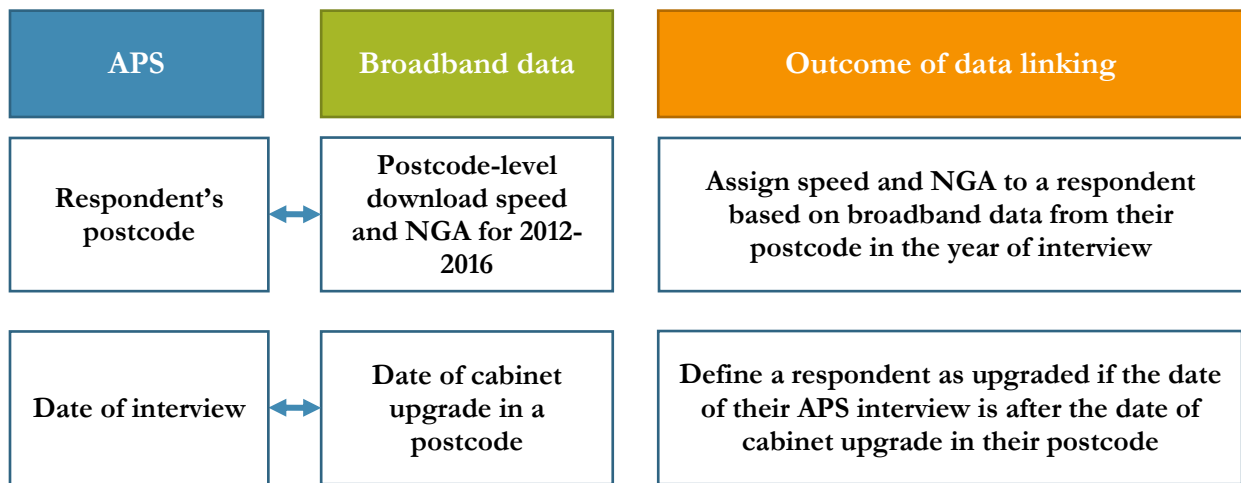 APS
Broadband data
Outcome of data linking
Respondent’s
postcode
Postcode-level
download speed
and NGA for 2012-
2016
Assign speed and NGA to a respondent
based on broadband data from their
postcode in the year of interview
Date of interview
Date of cabinet
upgrade in a
postcode
Define a respondent as upgraded if the date
of their APS interview is after the date of
cabinet upgrade in their postcode